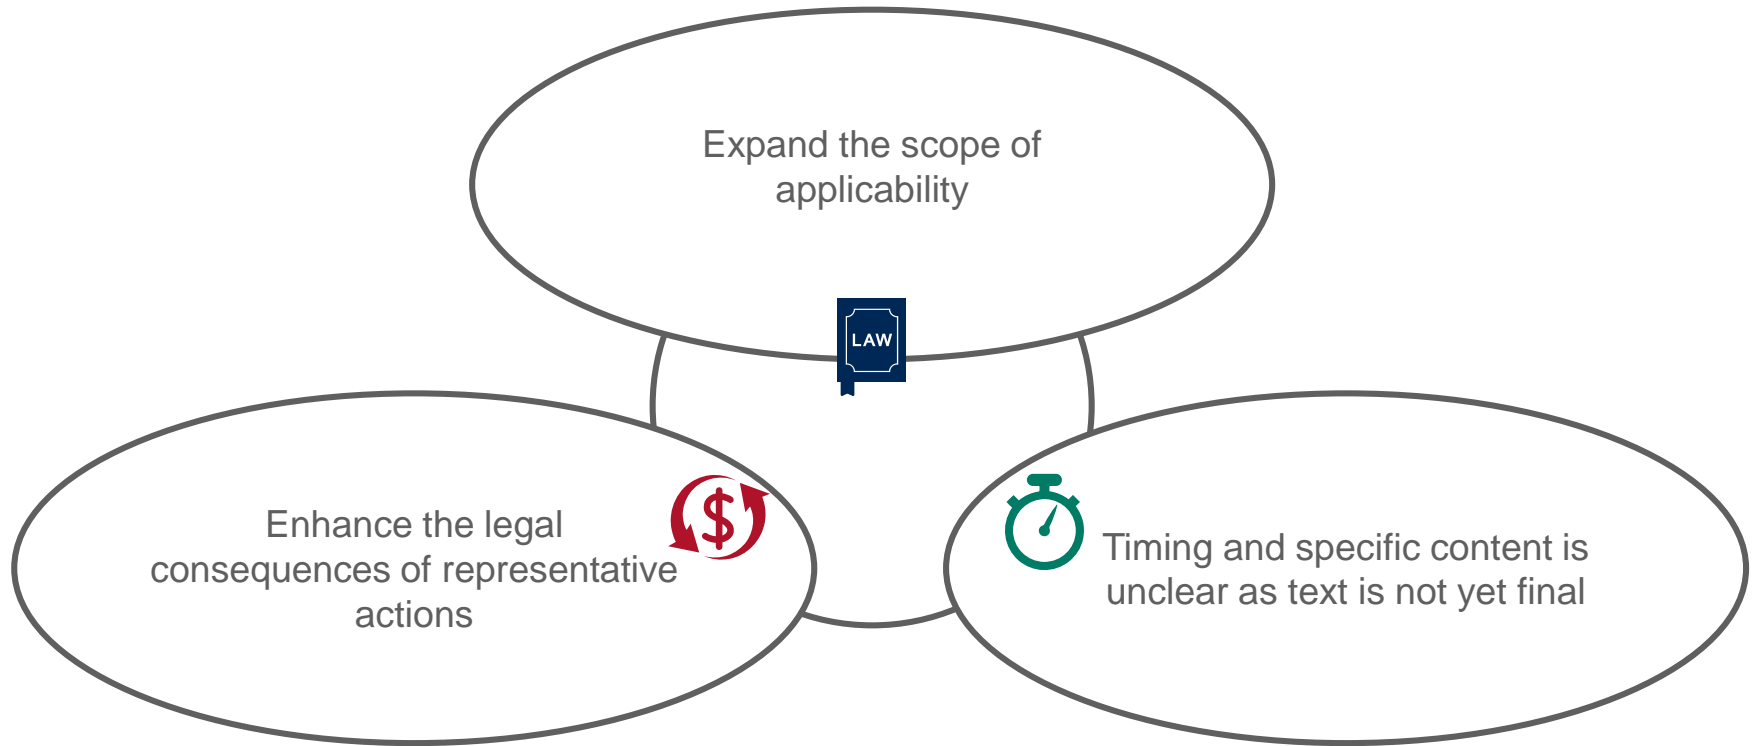 Expand the scope of
applicability
LAW
Enhance the legal
consequences of representative
actions
$
Timing and specific content is
unclear as text is not yet final